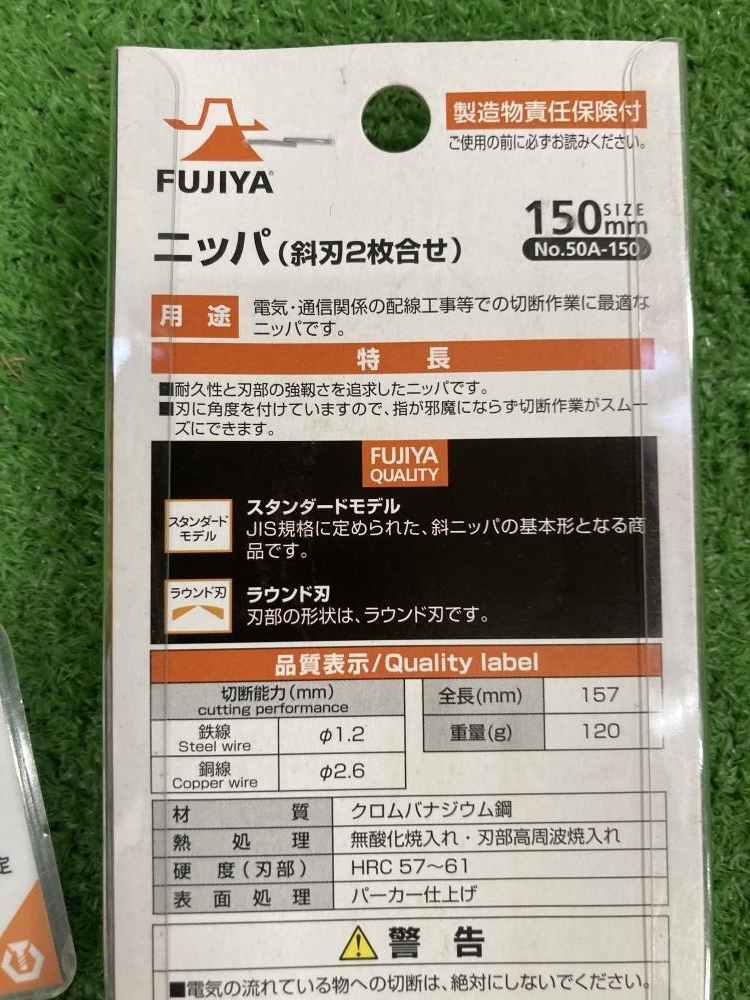 製造物責任保険付
ご使用の前に必ずお読みください。
FUJIYA
150mm SIZE
No.50A-150
ニッパ(斜刃2枚合せ)
用途
電気・通信関係の配線工事等での切断作業に最適な
ニッパです。
特長
■耐久性と刃部の強靱さを追求したニッパです。
■刃に角度を付けていますので、指が邪魔にならず切断作業がスムー
ズにできます。
FUJIYA
QUALITY
スタンダード
モデル
スタンダードモデル
JIS規格に定められた、斜ニッパの基本形となる商
品です。
ラウンド刃
ラウンド刃
刃部の形状は、ラウンド刃です。
品質表示/Quality label
切断能力(mm)
cutting performance
鉄線
Steel wire
φ1.2
銅線
Copper wire
φ2.6
全長(mm) 157
重量(g) 120
材質 クロムバナジウム鋼
熱処理 無酸化焼入れ・刃部高周波焼入れ
硬度(刃部) HRC 57～61
表面処理 パーカー仕上げ
警告
■電気の流れている物への切断は、絶対にしないでください。
定